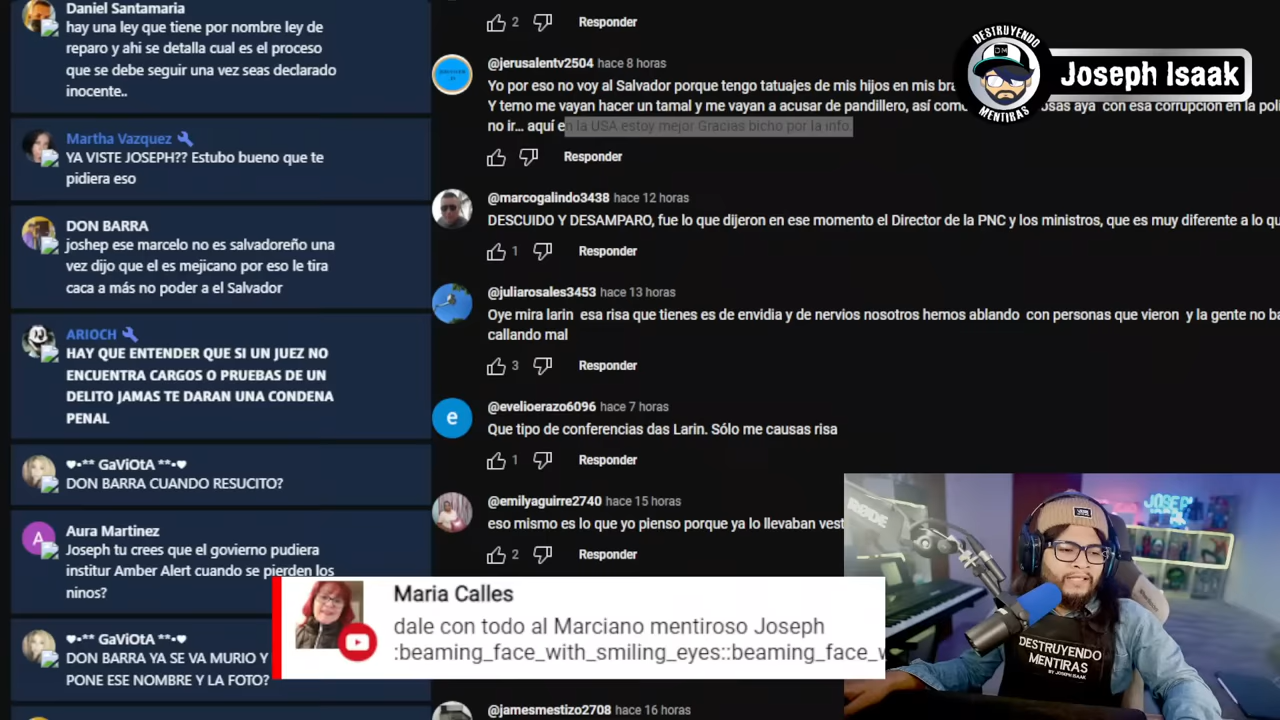 Daniel Santamaria
hay una ley que tiene por nombre ley de
reparo y ahi se detalla cual es el proceso
que se debe seguir una vez seas declarado
inocente..
Martha Vazquez
YA VISTE JOSEPH?? Estubo bueno que te
pidiera eso
DON BARRA
joshep ese marcelo no es salvadoreño una
vez dijo que el es mejicano por eso le tira
caca a más no poder a el Salvador
ARIOCH
HAY QUE ENTENDER QUE SI UN JUEZ NO
ENCUENTRA CARGOS O PRUEBAS DE UN
DELITO JAMAS TE DARAN UNA CONDENA
PENAL
♥•** GaViOtA **•♥
DON BARRA CUANDO RESUCITO?
A
Aura Martinez
Joseph tu crees que el govierno pudiera
institur Amber Alert cuando se pierden los
ninos?
♥•** GaViOtA **•♥
DON BARRA YA SE VA MURIO Y
PONE ESE NOMBRE Y LA FOTO?
2 Responder
@jerusalentv2504 hace 8 horas
Yo por eso no voy al Salvador porque tengo tatuajes de mis hijos en mis
Y temo me vayan hacer un tamal y me vayan a acusar de pandillero, así aya con esa corrupcion en la
no ir... aquí en la USA estoy mejor Gracias bicho por la info.
Responder
@marcogalindo3438 hace 12 horas
DESCUIDO Y DESAMPARO, fue lo que dijeron en ese momento el Director de la PNC y los ministros, que es muy diferente a lo
1 Responder
@juliarosales3453 hace 13 horas
Oye mira larin esa risa que tienes es de envidia y de nervios nosotros hemos ablando con personas que vieron y la gente no
callando mal
3 Responder
e
@evelioerazo6096 hace 7 horas
Que tipo de conferencias das Larin. Sólo me causas risa
1 Responder
@emilyaguirre2740 hace 15 horas
eso mismo es lo que yo pienso porque ya lo llevaban
2 Responder
@jamesmestizo2708 hace 16 horas
Maria Calles
dale con todo al Marciano mentiroso Joseph
:beaming_face_with_smiling_eyes::beaming_face_
DESTRUYENDO
DM
MENTIRAS
Joseph Isaak
RØDE
JOSEPH
DESTRUYENDO
MENTIRAS
BY JOSEPH ISAAK